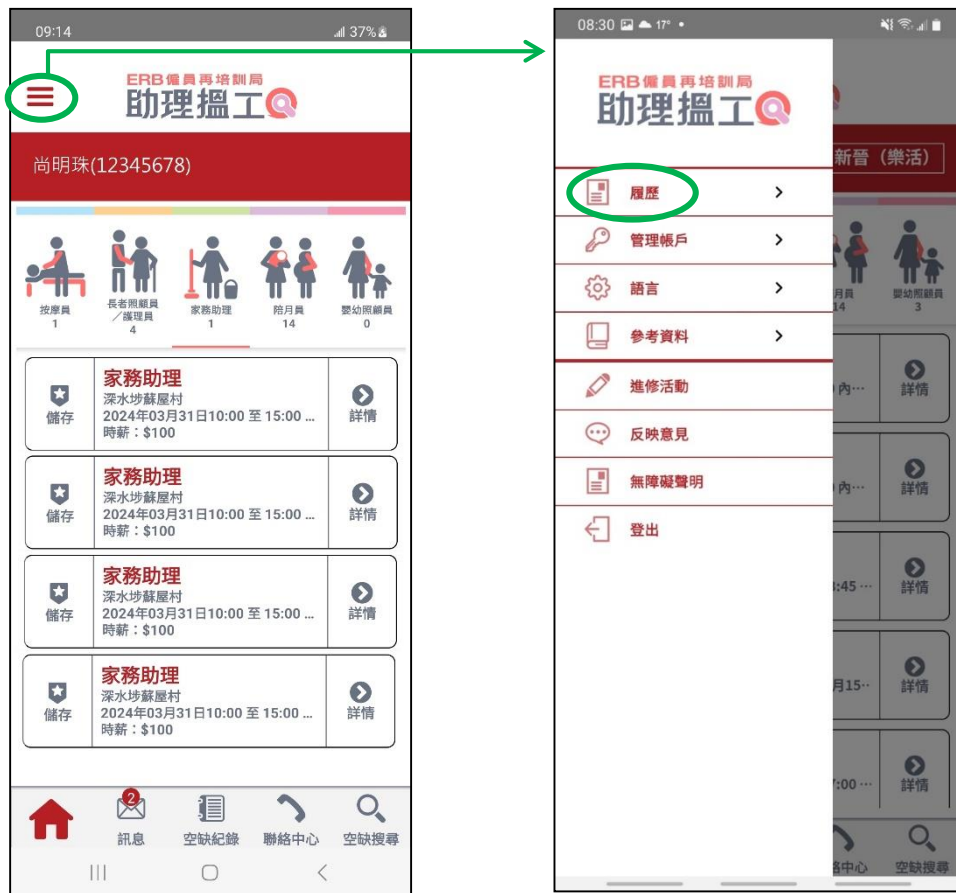 09:14
37%
ERB僱員再培訓局
助理搵工
尚明珠(12345678)
按摩員
1
長者照顧員
／護理員
4
家務助理
1
陪月員
14
嬰幼照顧員
0
儲存
家務助理
深水埗蘇屋村
2024年03月31日10:00 至 15:00 ...
時薪：$100
詳情
儲存
家務助理
深水埗蘇屋村
2024年03月31日10:00 至 15:00 ...
時薪：$100
詳情
儲存
家務助理
深水埗蘇屋村
2024年03月31日10:00 至 15:00 ...
時薪：$100
詳情
儲存
家務助理
深水埗蘇屋村
2024年03月31日10:00 至 15:00 ...
時薪：$100
詳情
2
訊息
空缺紀錄
聯絡中心
空缺搜尋
08:30
17°
ERB僱員再培訓局
助理搵工
履歷
管理帳戶
語言
參考資料
進修活動
反映意見
無障礙聲明
登出
新晉（樂活）
月員
14
嬰幼照顧員
3
內…
詳情
內…
詳情
:45 …
詳情
月15…
詳情
:00 …
詳情
中心
空缺搜尋